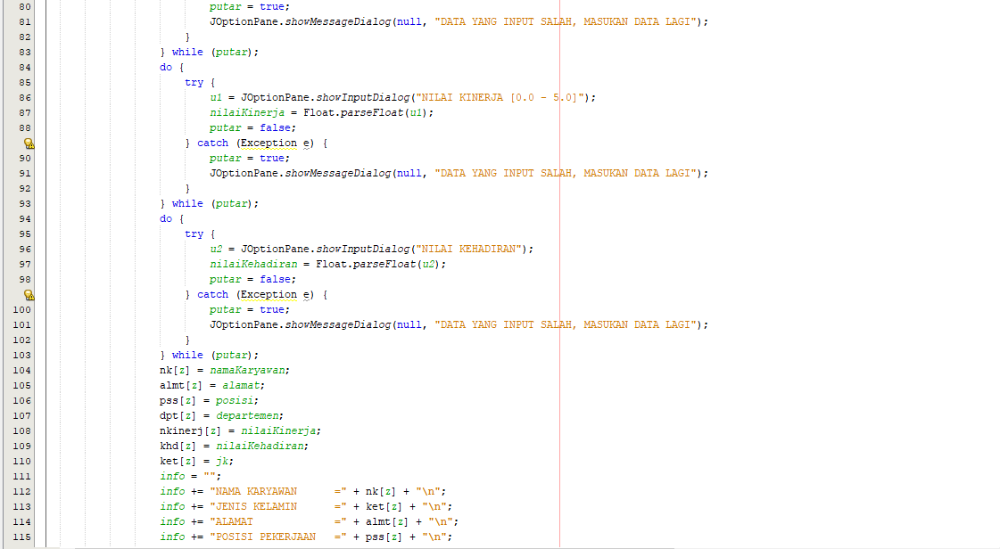 80 putar = true;
81 JOptionPane.showMessageDialog(null, "DATA YANG INPUT SALAH, MASUKAN DATA LAGI");
82 }
83 } while (putar);
84 do {
85 try {
86 u1 = JOptionPane.showInputDialog("NILAI KINERJA [0.0 - 5.0]");
87 nilaiKinerja = Float.parseFloat(u1);
88 putar = false;
} catch (Exception e) {
90 putar = true;
91 JOptionPane.showMessageDialog(null, "DATA YANG INPUT SALAH, MASUKAN DATA LAGI");
92 }
93 } while (putar);
94 do {
95 try {
96 u2 = JOptionPane.showInputDialog("NILAI KEHADIRAN");
97 nilaiKehadiran = Float.parseFloat(u2);
98 putar = false;
} catch (Exception e) {
100 putar = true;
101 JOptionPane.showMessageDialog(null, "DATA YANG INPUT SALAH, MASUKAN DATA LAGI");
102 }
103 } while (putar);
104 nk[z] = namaKaryawan;
105 almt[z] = alamat;
106 pss[z] = posisi;
107 dpt[z] = departemen;
108 nkinerj[z] = nilaiKinerja;
109 khd[z] = nilaiKehadiran;
110 ket[z] = jk;
111 info = "";
112 info += "NAMA KARYAWAN      =" + nk[z] + "\n";
113 info += "JENIS KELAMIN      =" + ket[z] + "\n";
114 info += "ALAMAT             =" + almt[z] + "\n";
115 info += "POSISI PEKERJAAN   =" + pss[z] + "\n";